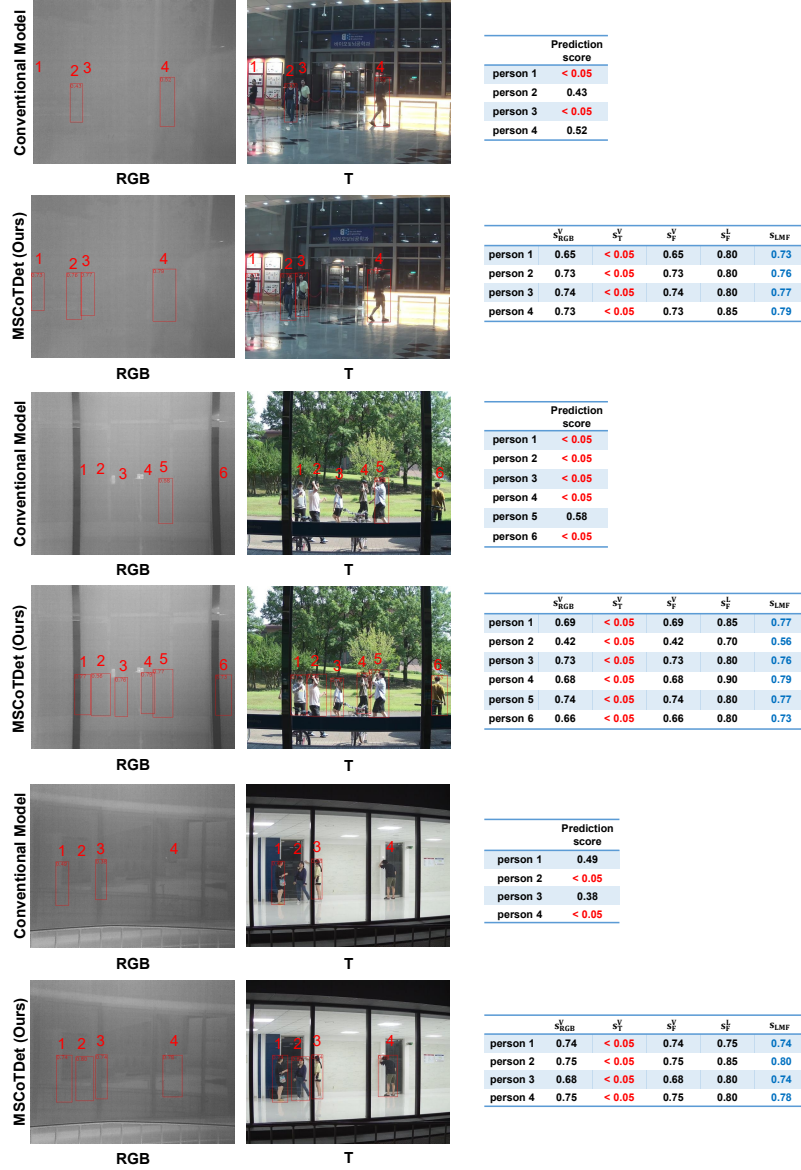 Conventional Model
1 2 3 4
0.43
1 2 3 4
RGB
T
Prediction
score
person 1 < 0.05
person 2 0.43
person 3 < 0.05
person 4 0.52
MSCoTDet (Ours)
1 2 3 4
1 2 3 4
RGB
T
s^V_RGB s^V_T s^V_F s^L_F s_LMF
person 1 0.65 < 0.05 0.65 0.80 0.73
person 2 0.73 < 0.05 0.73 0.80 0.76
person 3 0.74 < 0.05 0.74 0.80 0.77
person 4 0.73 < 0.05 0.73 0.85 0.79
Conventional Model
1 2 3 4 5 6
1 2 3 4 5 6
RGB
T
Prediction
score
person 1 < 0.05
person 2 < 0.05
person 3 < 0.05
person 4 < 0.05
person 5 0.58
person 6 < 0.05
MSCoTDet (Ours)
1 2 3 4 5 6
1 2 3 4 5 6
RGB
T
s^V_RGB s^V_T s^V_F s^L_F s_LMF
person 1 0.69 < 0.05 0.69 0.85 0.77
person 2 0.42 < 0.05 0.42 0.70 0.56
person 3 0.73 < 0.05 0.73 0.80 0.76
person 4 0.68 < 0.05 0.68 0.90 0.79
person 5 0.74 < 0.05 0.74 0.80 0.77
person 6 0.66 < 0.05 0.66 0.80 0.73
Conventional Model
1 2 3 4
1 2 3 4
RGB
T
Prediction
score
person 1 0.49
person 2 < 0.05
person 3 0.38
person 4 < 0.05
MSCoTDet (Ours)
1 2 3 4
1 2 3 4
RGB
T
s^V_RGB s^V_T s^V_F s^L_F s_LMF
person 1 0.74 < 0.05 0.74 0.75 0.74
person 2 0.75 < 0.05 0.75 0.85 0.80
person 3 0.68 < 0.05 0.68 0.80 0.74
person 4 0.75 < 0.05 0.75 0.80 0.78